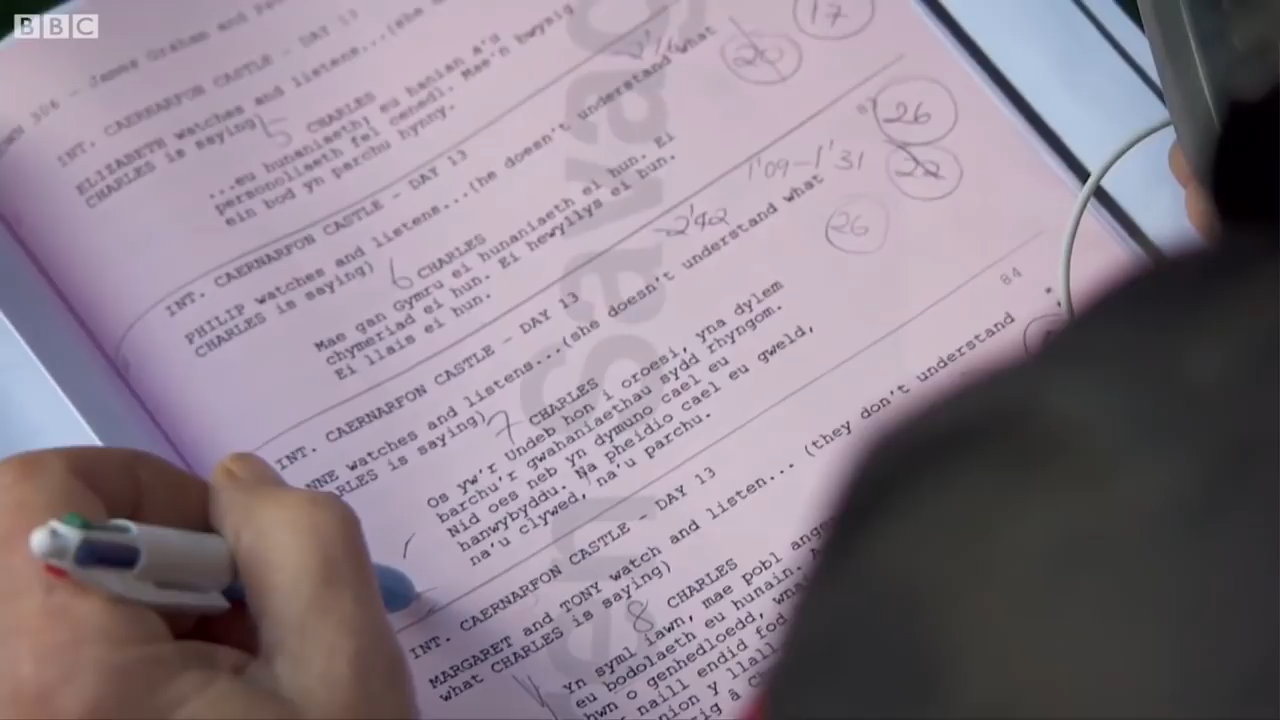 BBC
306 - James Graham and
INT. CAERNARFON CASTLE - DAY 13
17
ELIZABETH watches and listens...(she doesn't understand what
CHARLES is saying)
20
5
CHARLES
...eu hunaniaeth] eu hanian a'u
personoliaeth fel cenedl. Mae'n bwysig
ein bod yn parchu hynny.
26
INT. CAERNARFON CASTLE - DAY 13
1'09-1'31
22
PHILIP watches and listens...(he doesn't understand what
CHARLES is saying)
26
6
CHARLES
Mae gan Gymru ei hunaniaeth ei hun. Ei
chymeriad ei hun. Ei hewyllys ei hun.
Ei llais ei hun.
INT. CAERNARFON CASTLE - DAY 13
84
ANNE watches and listens...(she doesn't understand what
CHARLES is saying)
7
CHARLES
Os yw'r Undeb hon i oroesi, yna dylem
barchu'r gwahaniaethau sydd rhyngom.
Nid oes neb yn dymuno cael eu
hanwybyddu. Na pheidio cael eu gweld,
na'u clywed, na'u parchu.
INT. CAERNARFON CASTLE - DAY 13
MARGARET and TONY watch and listen... (they don't understand
what CHARLES is saying)
8
CHARLES
Yn syml iawn, mae pobl
eu bodolaeth eu hunain.
hwn o genhedloedd,
naill endid fod
y llall
â